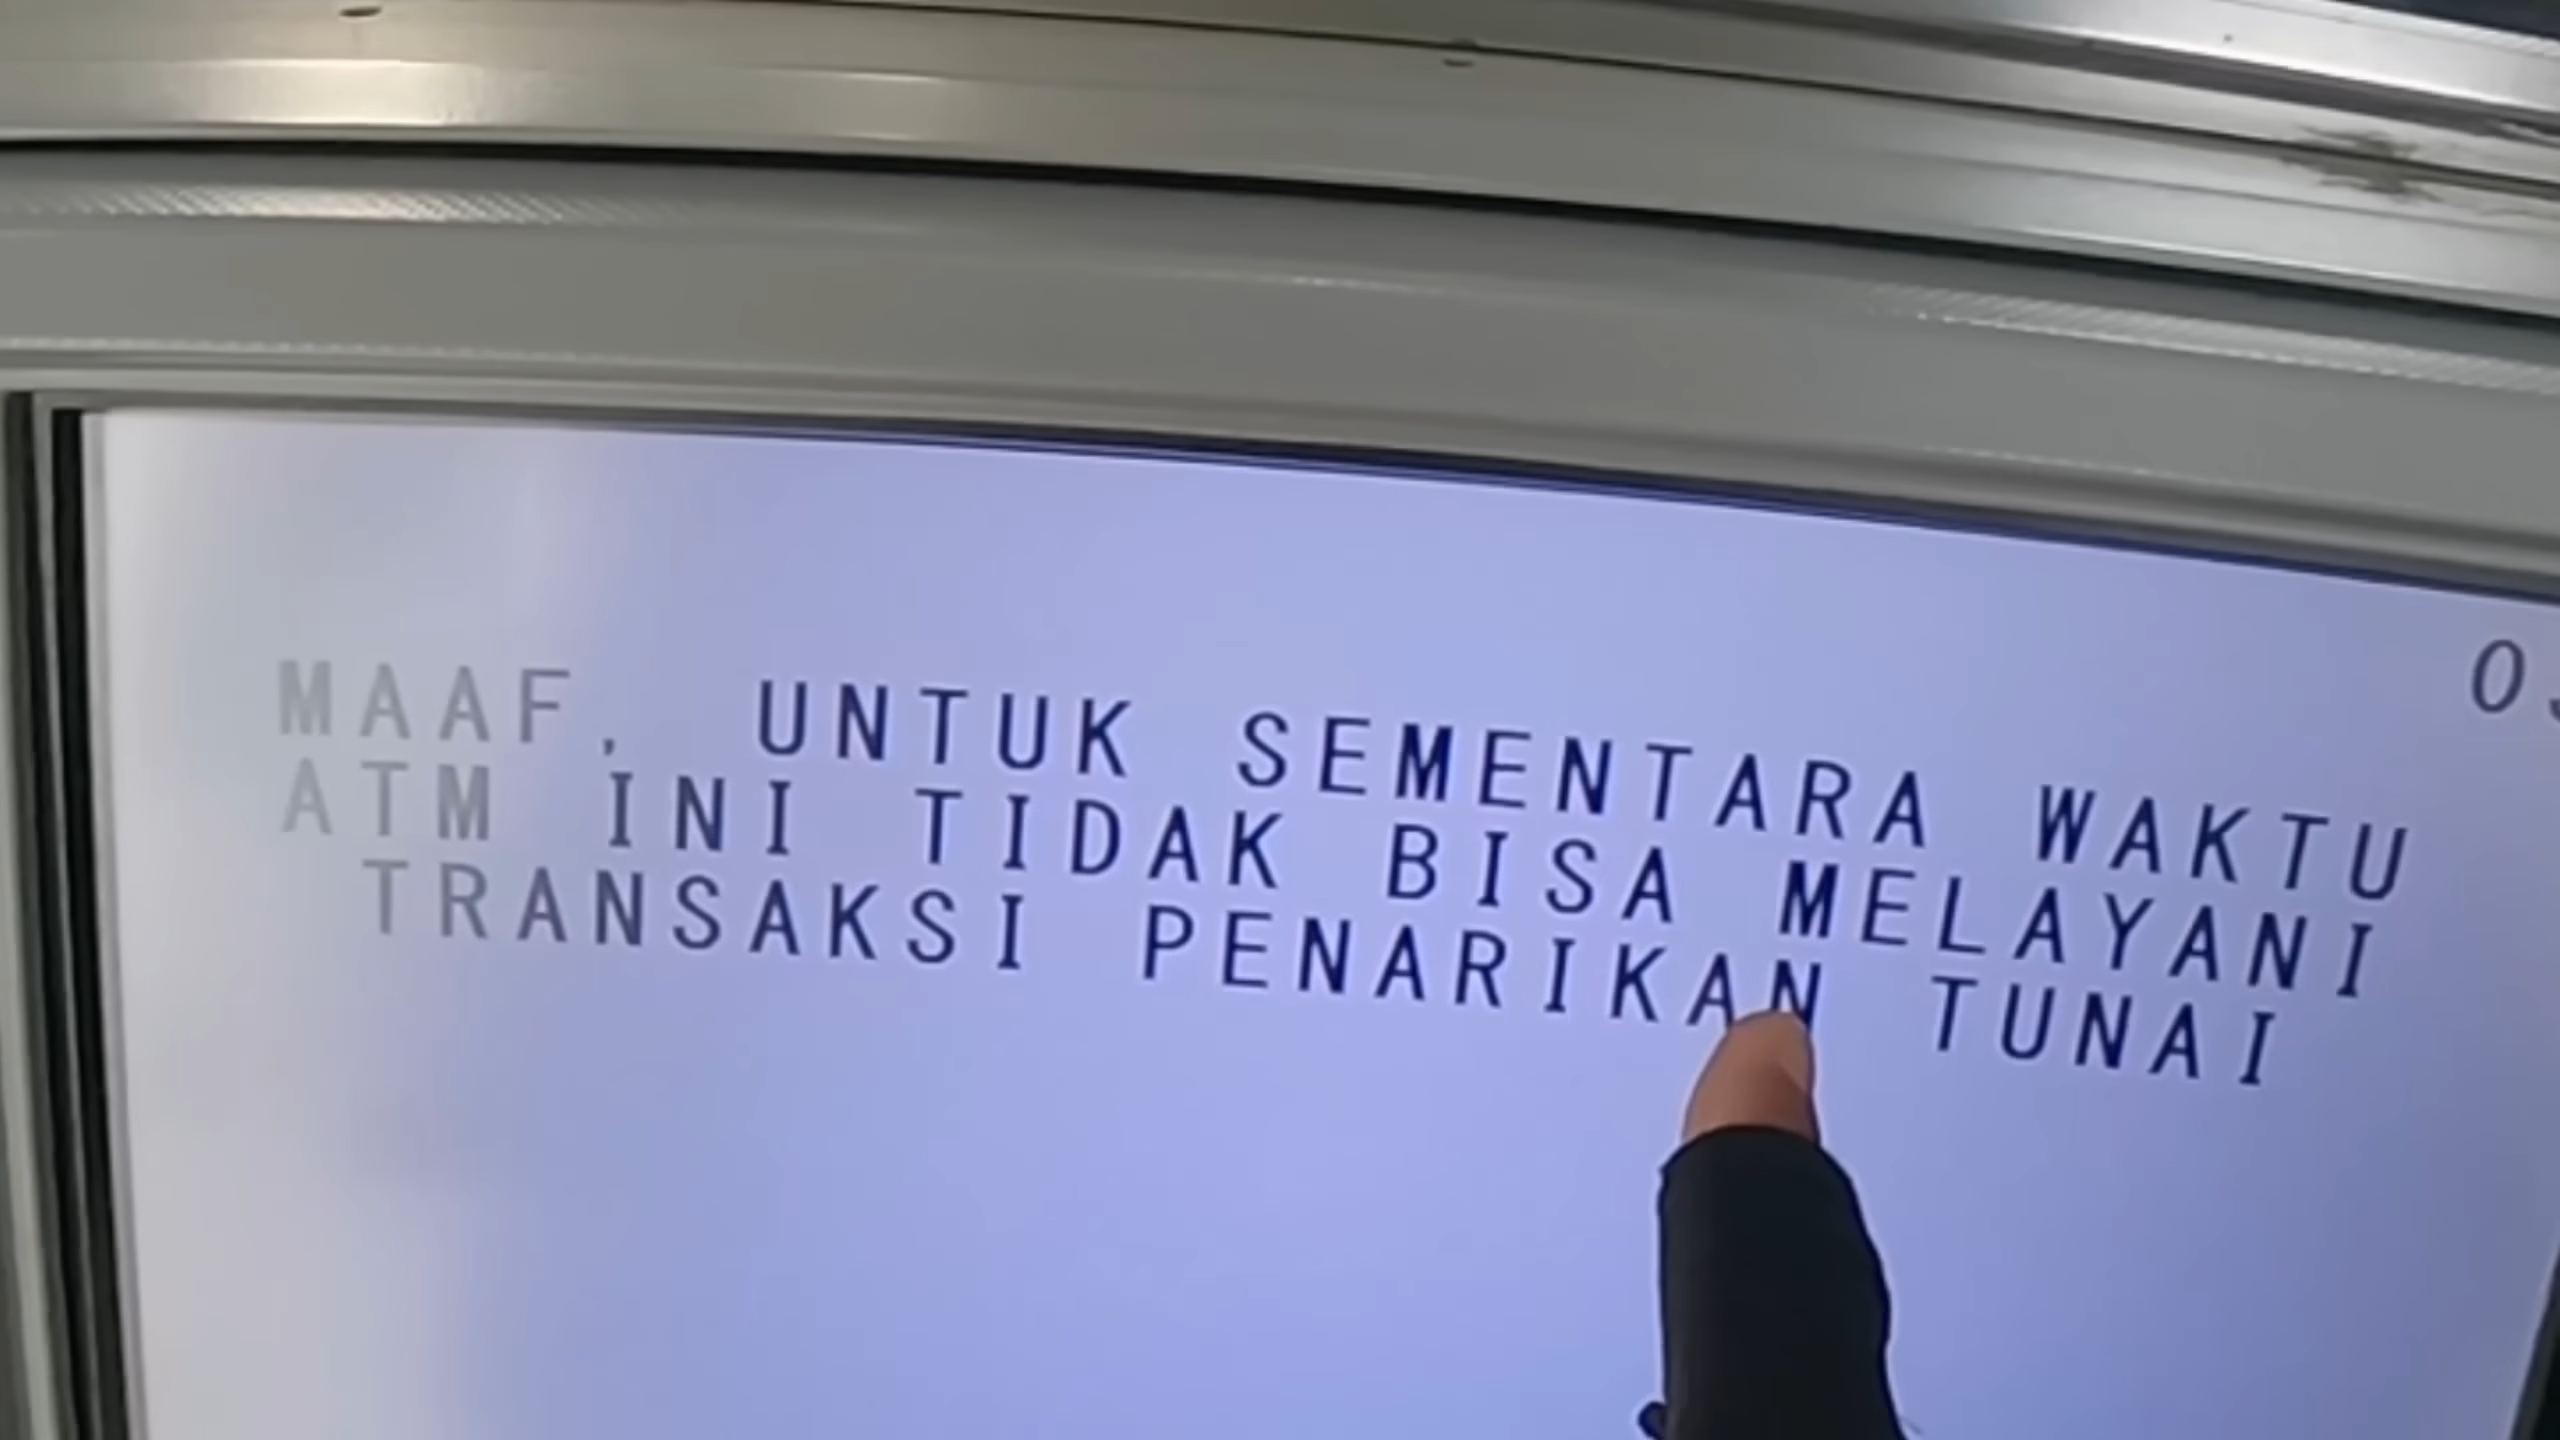 MAAF, UNTUK SEMENTARA WAKTU
ATM INI TIDAK BISA MELAYANI
TRANSAKSI PENARIKAN TUNAI